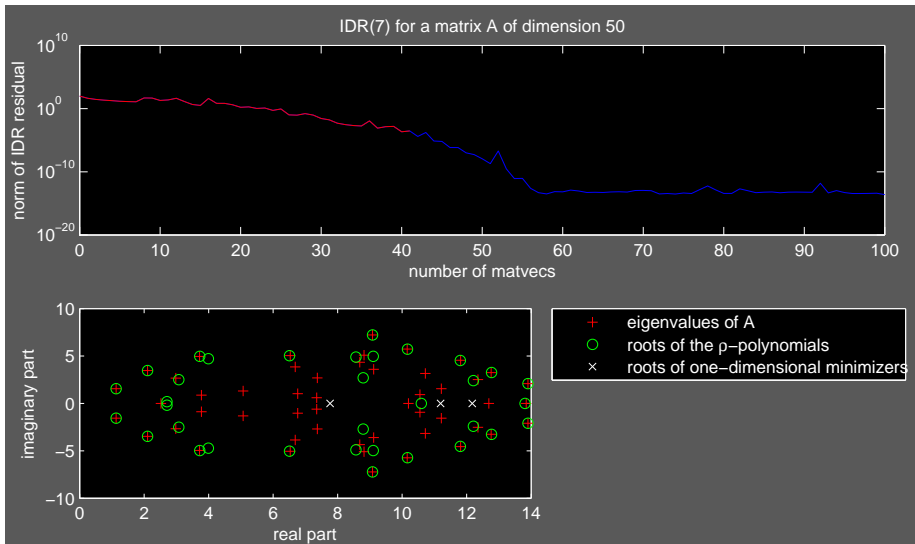 IDR(7) for a matrix A of dimension 50
10^10
10^0
10^−10
10^−20
norm of IDR residual
0 10 20 30 40 50 60 70 80 90 100
number of matvecs
10
5
0
−5
−10
imaginary part
0 2 4 6 8 10 12 14
real part
eigenvalues of A
roots of the ρ−polynomials
roots of one−dimensional minimizers